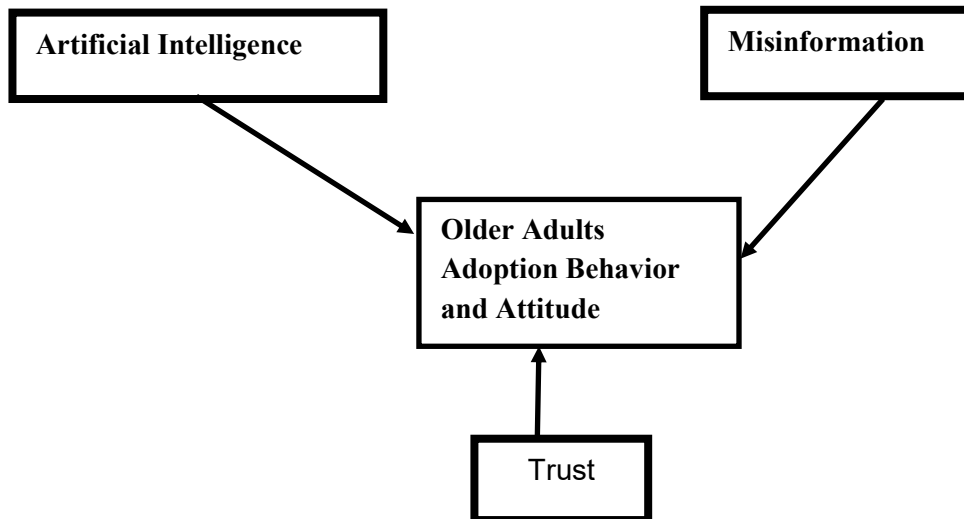 Artificial Intelligence
Misinformation
Older Adults
Adoption Behavior
and Attitude
Trust